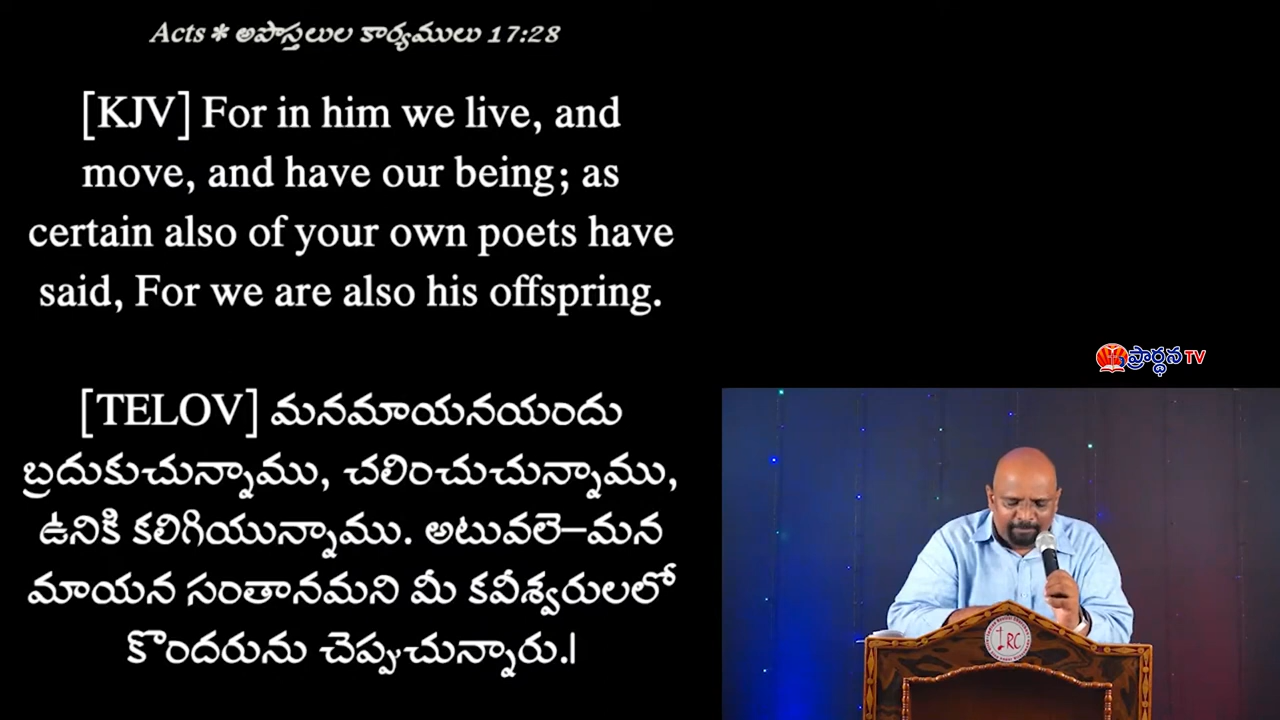 Acts * అపొస్తలుల కార్యములు 17:28
[KJV] For in him we live, and
move, and have our being; as
certain also of your own poets have
said, For we are also his offspring.
[TELOV] మనమాయనయందు
బ్రదుకుచున్నాము, చలించుచున్నాము,
ఉనికి కలిగియున్నాము. అటువలె–మన
మాయన సంతానమని మీ కవీశ్వరులలో
కొందరును చెప్పుచున్నారు.|
ప్రార్థన TV
RC